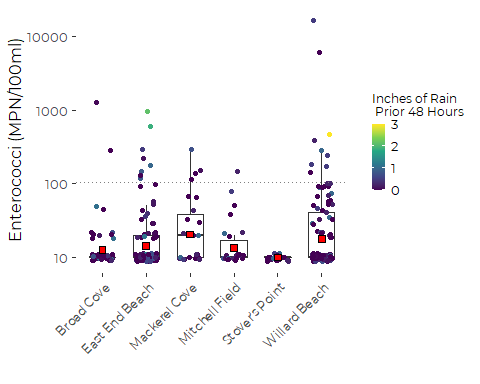 Enterococci (MPN/100ml)
10000
1000
100
10
Broad Cove
East End Beach
Mackerel Cove
Mitchell Field
Stover's Point
Willard Beach
Inches of Rain
Prior 48 Hours
3
2
1
0